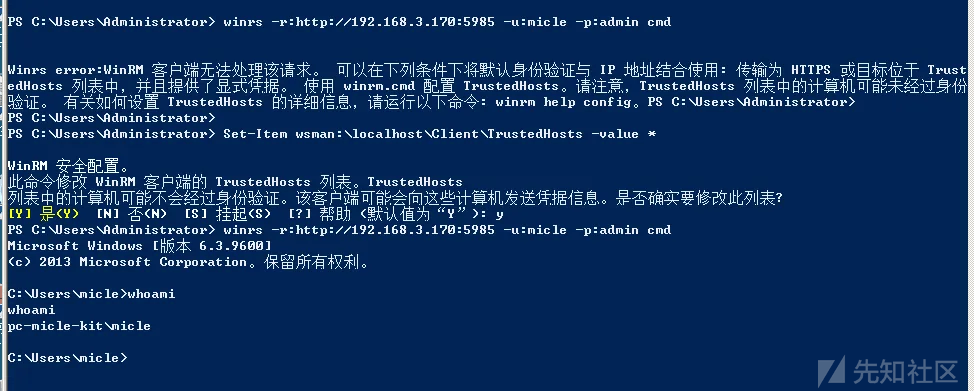 PS C:\Users\Administrator> winrs -r:http://192.168.3.170:5985 -u:micle -p:admin cmd
Winrs error:WinRM 客户端无法处理该请求。 可以在下列条件下将默认身份验证与 IP 地址结合使用: 传输为 HTTPS 或目标位于 Trust
edHosts 列表中，并且提供了显式凭据。 使用 winrm.cmd 配置 TrustedHosts。请注意，TrustedHosts 列表中的计算机可能未经过身份
验证。 有关如何设置 TrustedHosts 的详细信息，请运行以下命令: winrm help config。PS C:\Users\Administrator>
PS C:\Users\Administrator>
PS C:\Users\Administrator> Set-Item wsman:\localhost\Client\TrustedHosts -value *
WinRM 安全配置。
此命令修改 WinRM 客户端的 TrustedHosts 列表。TrustedHosts
列表中的计算机可能不会经过身份验证。该客户端可能会向这些计算机发送凭据信息。是否确实要修改此列表?
[Y] 是(Y)  [N] 否(N)  [S] 挂起(S)  [?] 帮助 (默认值为“Y”): y
PS C:\Users\Administrator> winrs -r:http://192.168.3.170:5985 -u:micle -p:admin cmd
Microsoft Windows [版本 6.3.9600]
(c) 2013 Microsoft Corporation。保留所有权利。
C:\Users\micle>whoami
whoami
pc-micle-kit\micle
C:\Users\micle>
先知社区